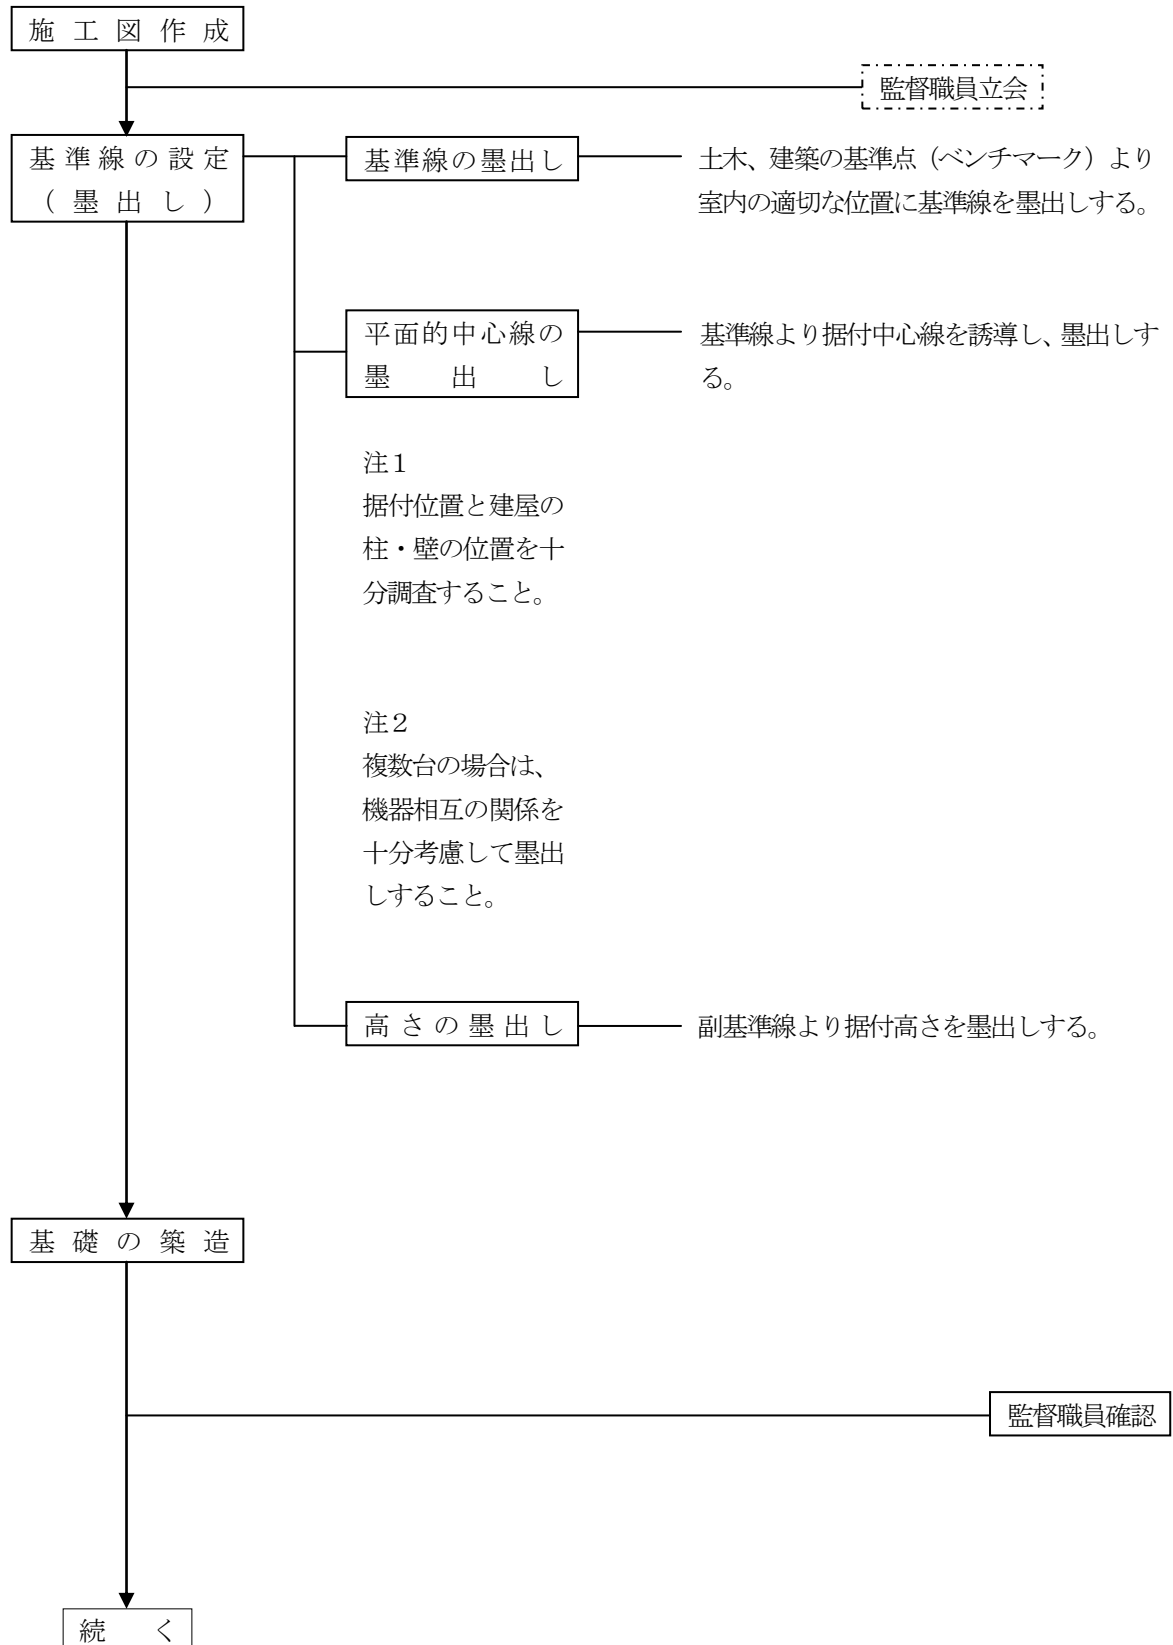 施工図作成
監督職員立会
基準線の設定
（墨出し）
基準線の墨出し
土木、建築の基準点（ベンチマーク）より
室内の適切な位置に基準線を墨出しする。
平面的中心線の
墨出し
基準線より据付中心線を誘導し、墨出しす
る。
注１
据付位置と建屋の
柱・壁の位置を十
分調査すること。
注２
複数台の場合は、
機器相互の関係を
十分考慮して墨出
しすること。
高さの墨出し
副基準線より据付高さを墨出しする。
基礎の築造
監督職員確認
続く